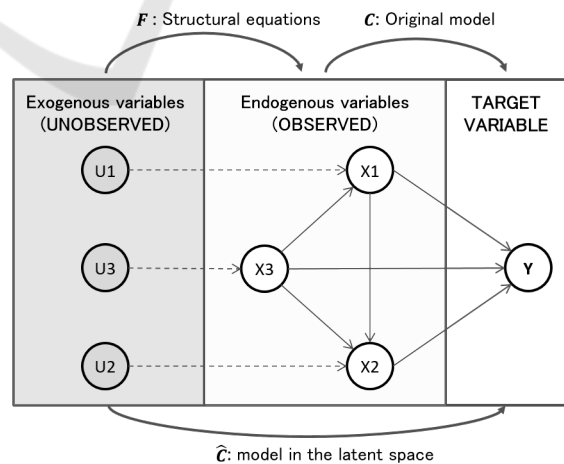 F : Structural equations
C: Original model
Exogenous variables
(UNOBSERVED)
Endogenous variables
(OBSERVED)
TARGET
VARIABLE
U1
X1
U3
X3
Y
U2
X2
Ĉ: model in the latent space